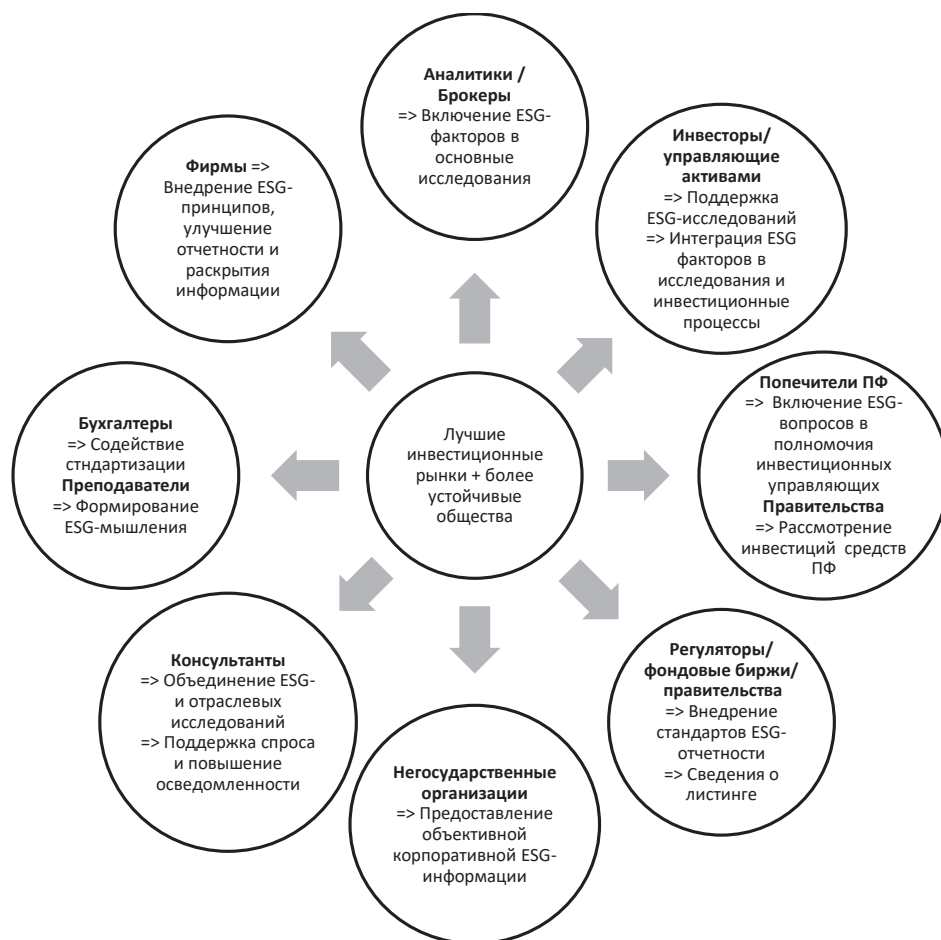 Аналитики /
Брокеры
=> Включение ESG-
факторов в
основные
исследования
Инвесторы/
управляющие
активами
=> Поддержка
ESG-исследований
=> Интеграция ESG
факторов в
исследования и
инвестиционные
процессы
Попечители ПФ
=> Включение ESG-
вопросов в
полномочия
инвестиционных
управляющих
Правительства
=> Рассмотрение
инвестиций средств
ПФ
Регуляторы/
фондовые биржи/
правительства
=> Внедрение
стандартов ESG-
отчетности
=> Сведения о
листинге
Негосударственные
организации
=> Предоставление
объективной
корпоративной ESG-
информации
Консультанты
=> Объединение ESG-
и отраслевых
исследований
=> Поддержка спроса
и повышение
осведомленности
Бухгалтеры
=> Содействие
стндартизации
Преподаватели
=> Формирование
ESG-мышления
Фирмы =>
Внедрение ESG-
принципов,
улучшение
отчетности и
раскрытия
информации
Лучшие
инвестиционные
рынки + более
устойчивые
общества